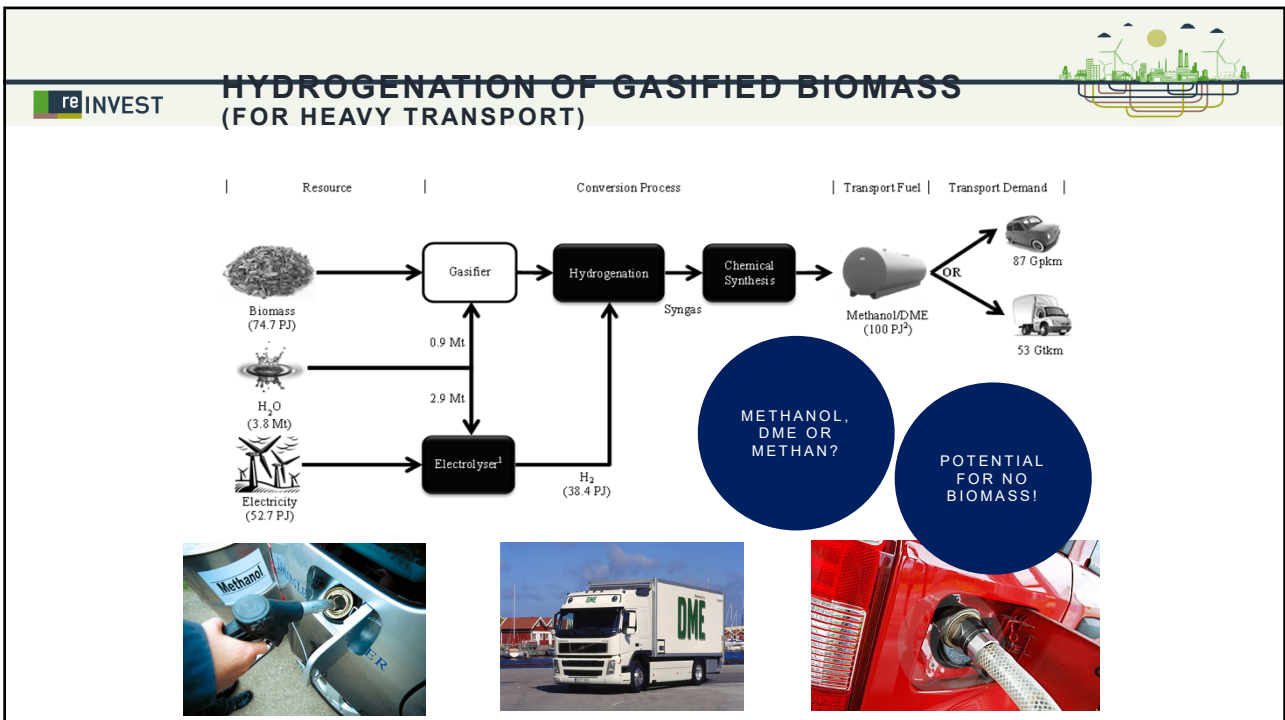 re INVEST
HYDROGENATION OF GASIFIED BIOMASS
(FOR HEAVY TRANSPORT)
| Resource | Conversion Process | Transport Fuel | Transport Demand |
Biomass
(74.7 PJ)
Gasifier
Hydrogenation
Syngas
Chemical
Synthesis
Methanol/DME
(100 PJ²)
OR
87 Gpkm
53 Gtkm
0.9 Mt
H₂O
(3.8 Mt)
2.9 Mt
Electricity
(52.7 PJ)
Electrolyser¹
H₂
(38.4 PJ)
METHANOL,
DME OR
METHAN?
POTENTIAL
FOR NO
BIOMASS!
Methanol
DME
DME